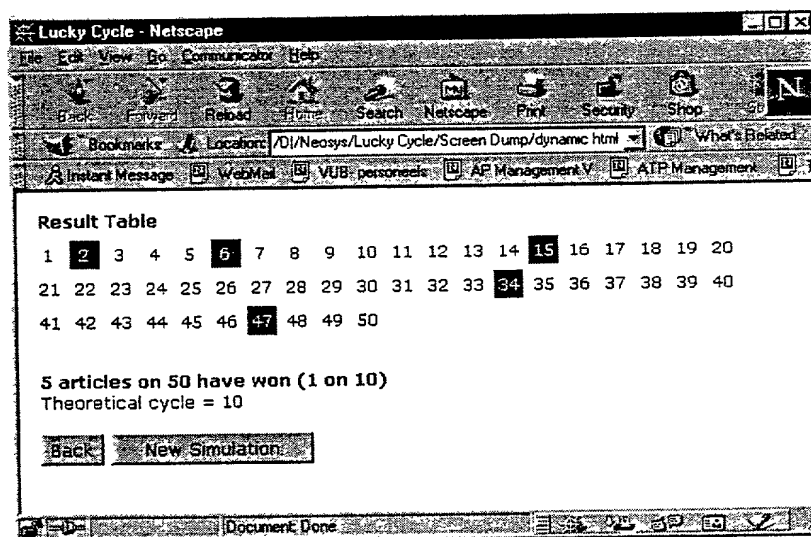 Lucky Cycle - Netscape
File Edit View Go Communicator Help
Back Forward Reload Home Search Netscape Print Security Shop
Bookmarks Location: /DI/Neosys/Lucky Cycle/Screen Dump/dynamic html What's Related
Instant Message WebMail VUB- personeels AP Management V ATP Management
Result Table
1 2 3 4 5 6 7 8 9 10 11 12 13 14 15 16 17 18 19 20
21 22 23 24 25 26 27 28 29 30 31 32 33 34 35 36 37 38 39 40
41 42 43 44 45 46 47 48 49 50
5 articles on 50 have won (1 on 10)
Theoretical cycle = 10
Back New Simulation
Document: Done